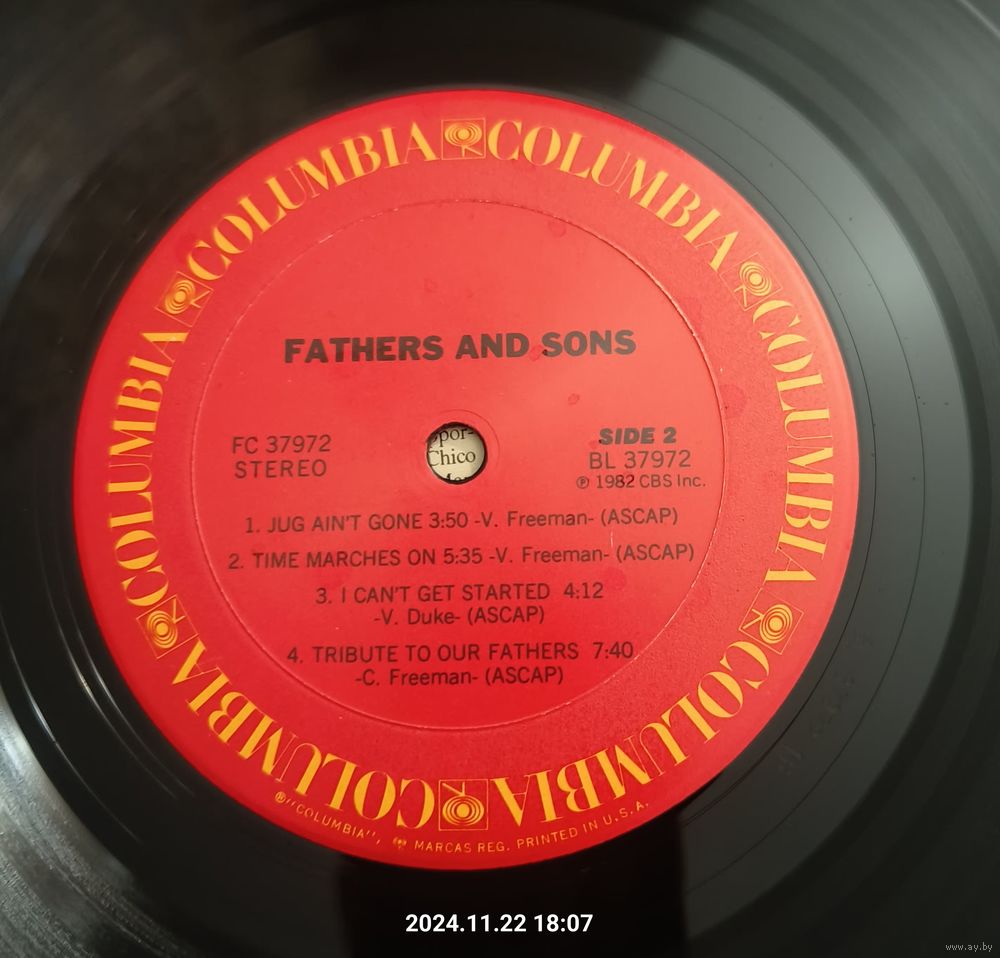 COLUMBIA COLUMBIA COLUMBIA COLUMBIA COLUMBIA COLUMBIA
FATHERS AND SONS
FC 37972
STEREO
SIDE 2
BL 37972
℗ 1982 CBS Inc.
Chico
1. JUG AIN'T GONE 3:50 -V. Freeman- (ASCAP)
2. TIME MARCHES ON 5:35 -V. Freeman- (ASCAP)
3. I CAN'T GET STARTED 4:12
-V. Duke- (ASCAP)
4. TRIBUTE TO OUR FATHERS 7:40
-C. Freeman- (ASCAP)
®"COLUMBIA", MARCAS REG. PRINTED IN U.S.A.
2024.11.22 18:07
www.ay.by